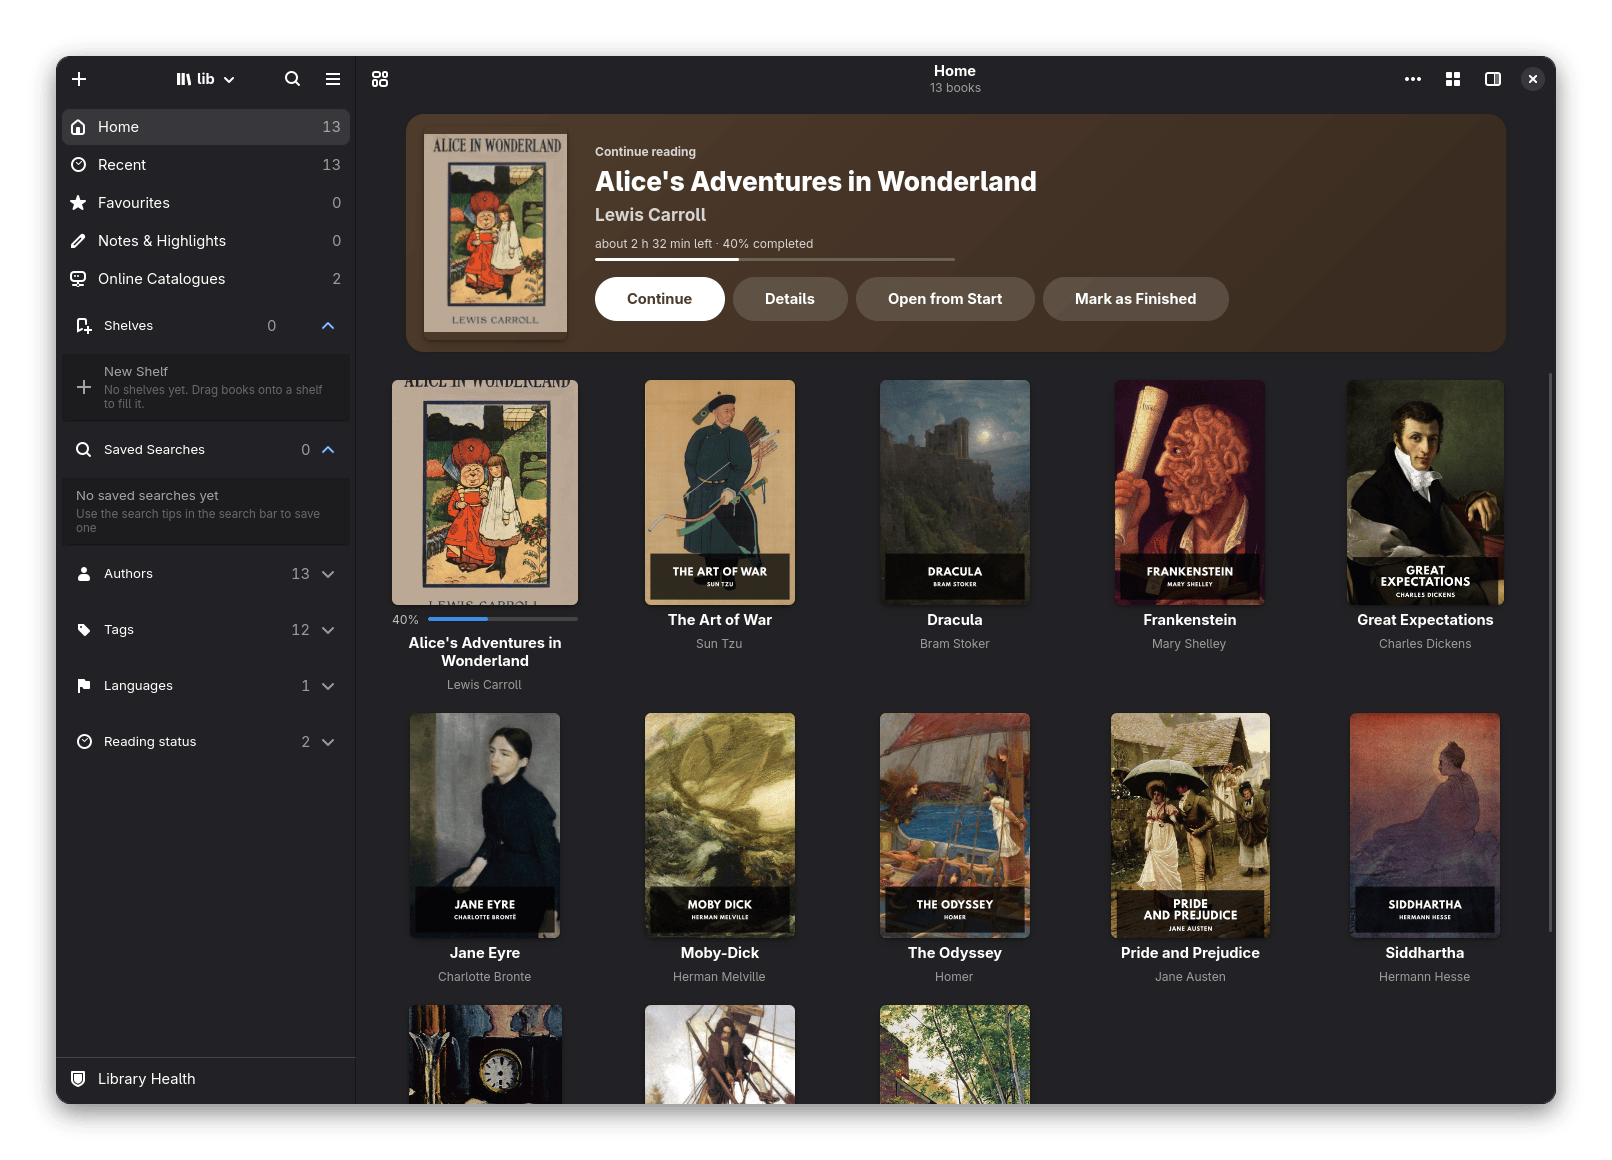 lib
Home
13 books
Home 13
Recent 13
Favourites 0
Notes & Highlights 0
Online Catalogues 2
Shelves 0
New Shelf
No shelves yet. Drag books onto a shelf
to fill it.
Saved Searches 0
No saved searches yet
Use the search tips in the search bar to save
one
Authors 13
Tags 12
Languages 1
Reading status 2
Library Health
ALICE IN WONDERLAND
LEWIS CARROLL
Continue reading
Alice's Adventures in Wonderland
Lewis Carroll
about 2 h 32 min left · 40% completed
Continue
Details
Open from Start
Mark as Finished
ALICE IN WONDERLAND
LEWIS CARROLL
40%
Alice's Adventures in
Wonderland
Lewis Carroll
THE ART OF WAR
SUN TZU
The Art of War
Sun Tzu
DRACULA
BRAM STOKER
Dracula
Bram Stoker
FRANKENSTEIN
MARY SHELLEY
Frankenstein
Mary Shelley
GREAT
EXPECTATIONS
CHARLES DICKENS
Great Expectations
Charles Dickens
JANE EYRE
CHARLOTTE BRONTË
Jane Eyre
Charlotte Bronte
MOBY DICK
HERMAN MELVILLE
Moby-Dick
Herman Melville
THE ODYSSEY
HOMER
The Odyssey
Homer
PRIDE
AND PREJUDICE
JANE AUSTEN
Pride and Prejudice
Jane Austen
SIDDHARTHA
HERMANN HESSE
Siddhartha
Hermann Hesse